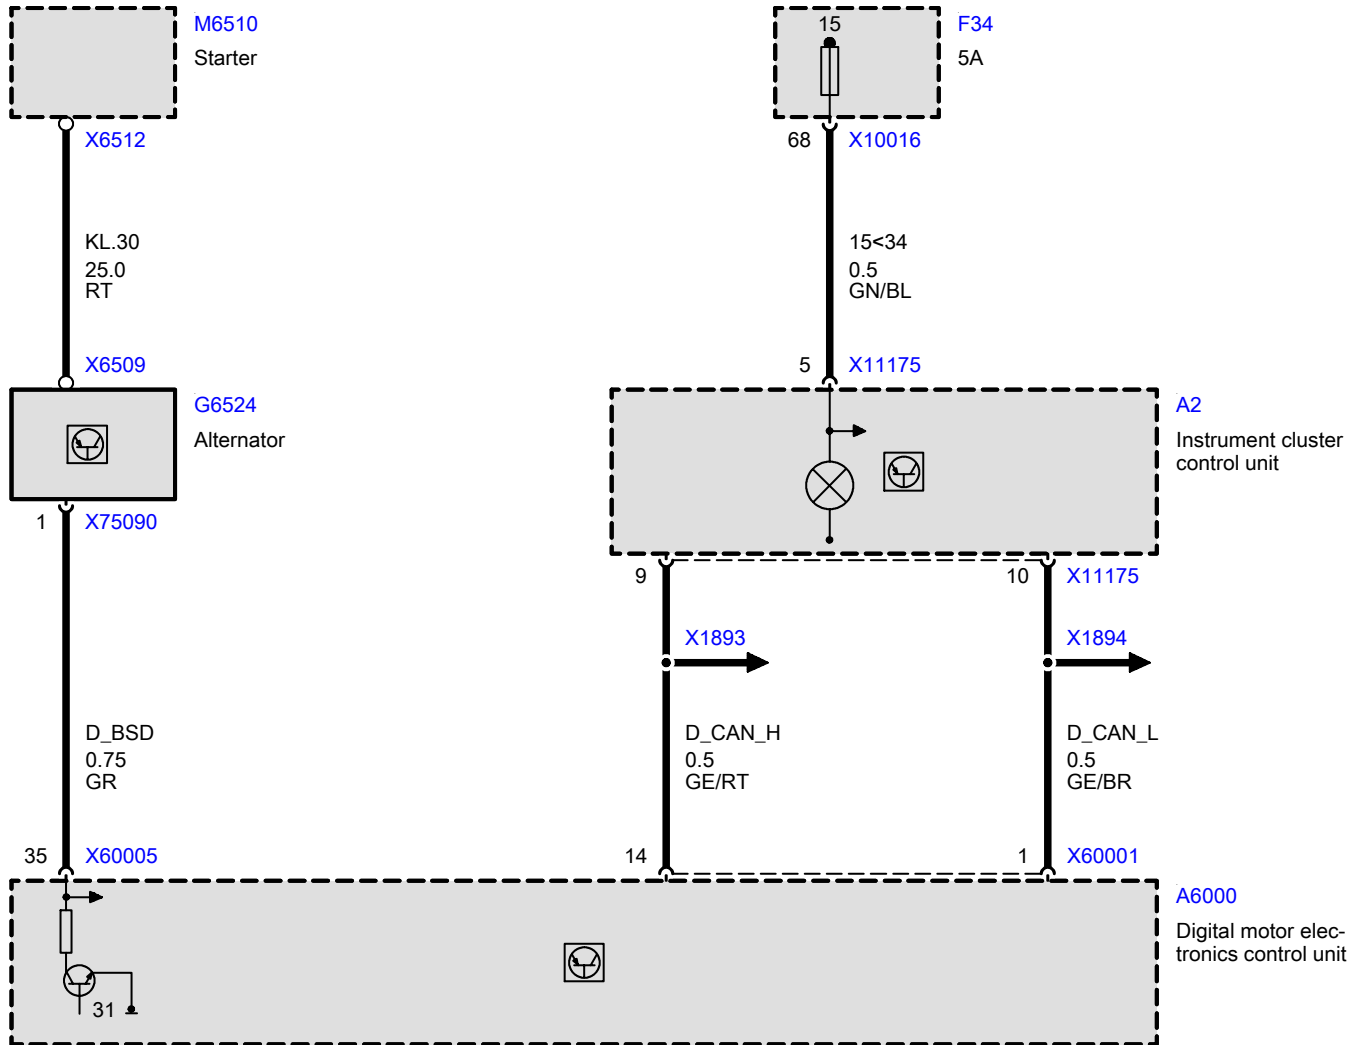 M6510
Starter
15
F34
5A
X6512
68
X10016
KL.30
25.0
RT
15<34
0.5
GN/BL
X6509
5
X11175
G6524
Alternator
A2
Instrument cluster
control unit
1
X75090
9
10
X11175
X1893
X1894
D_BSD
0.75
GR
D_CAN_H
0.5
GE/RT
D_CAN_L
0.5
GE/BR
35
X60005
14
1
X60001
A6000
Digital motor elec-
tronics control unit
31